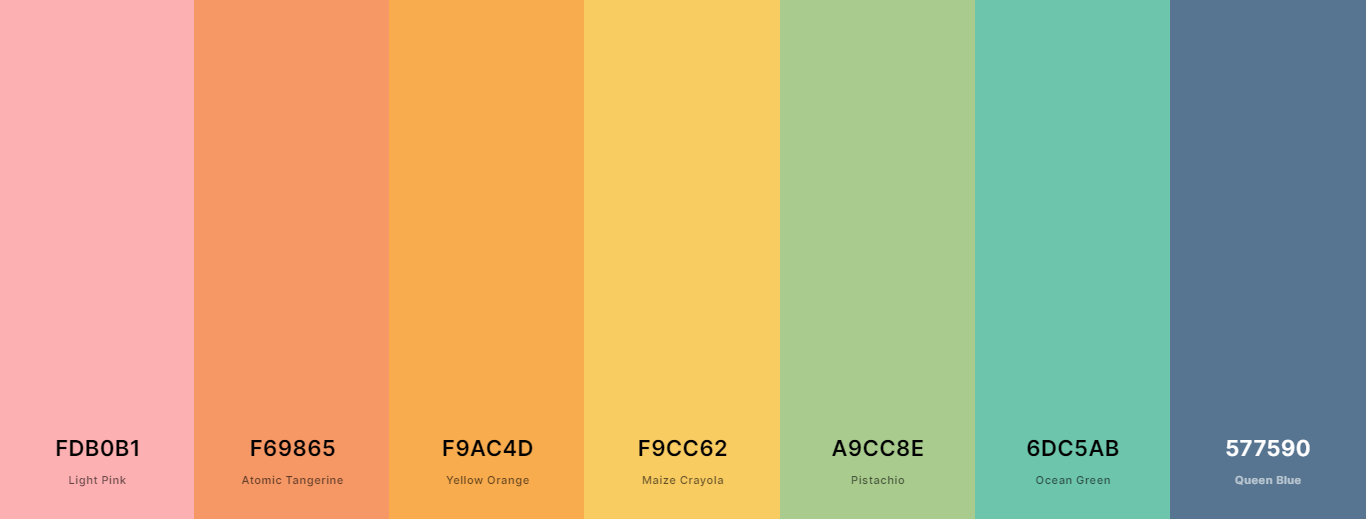 FDB0B1
Light Pink
F69865
Atomic Tangerine
F9AC4D
Yellow Orange
F9CC62
Maize Crayola
A9CC8E
Pistachio
6DC5AB
Ocean Green
577590
Queen Blue